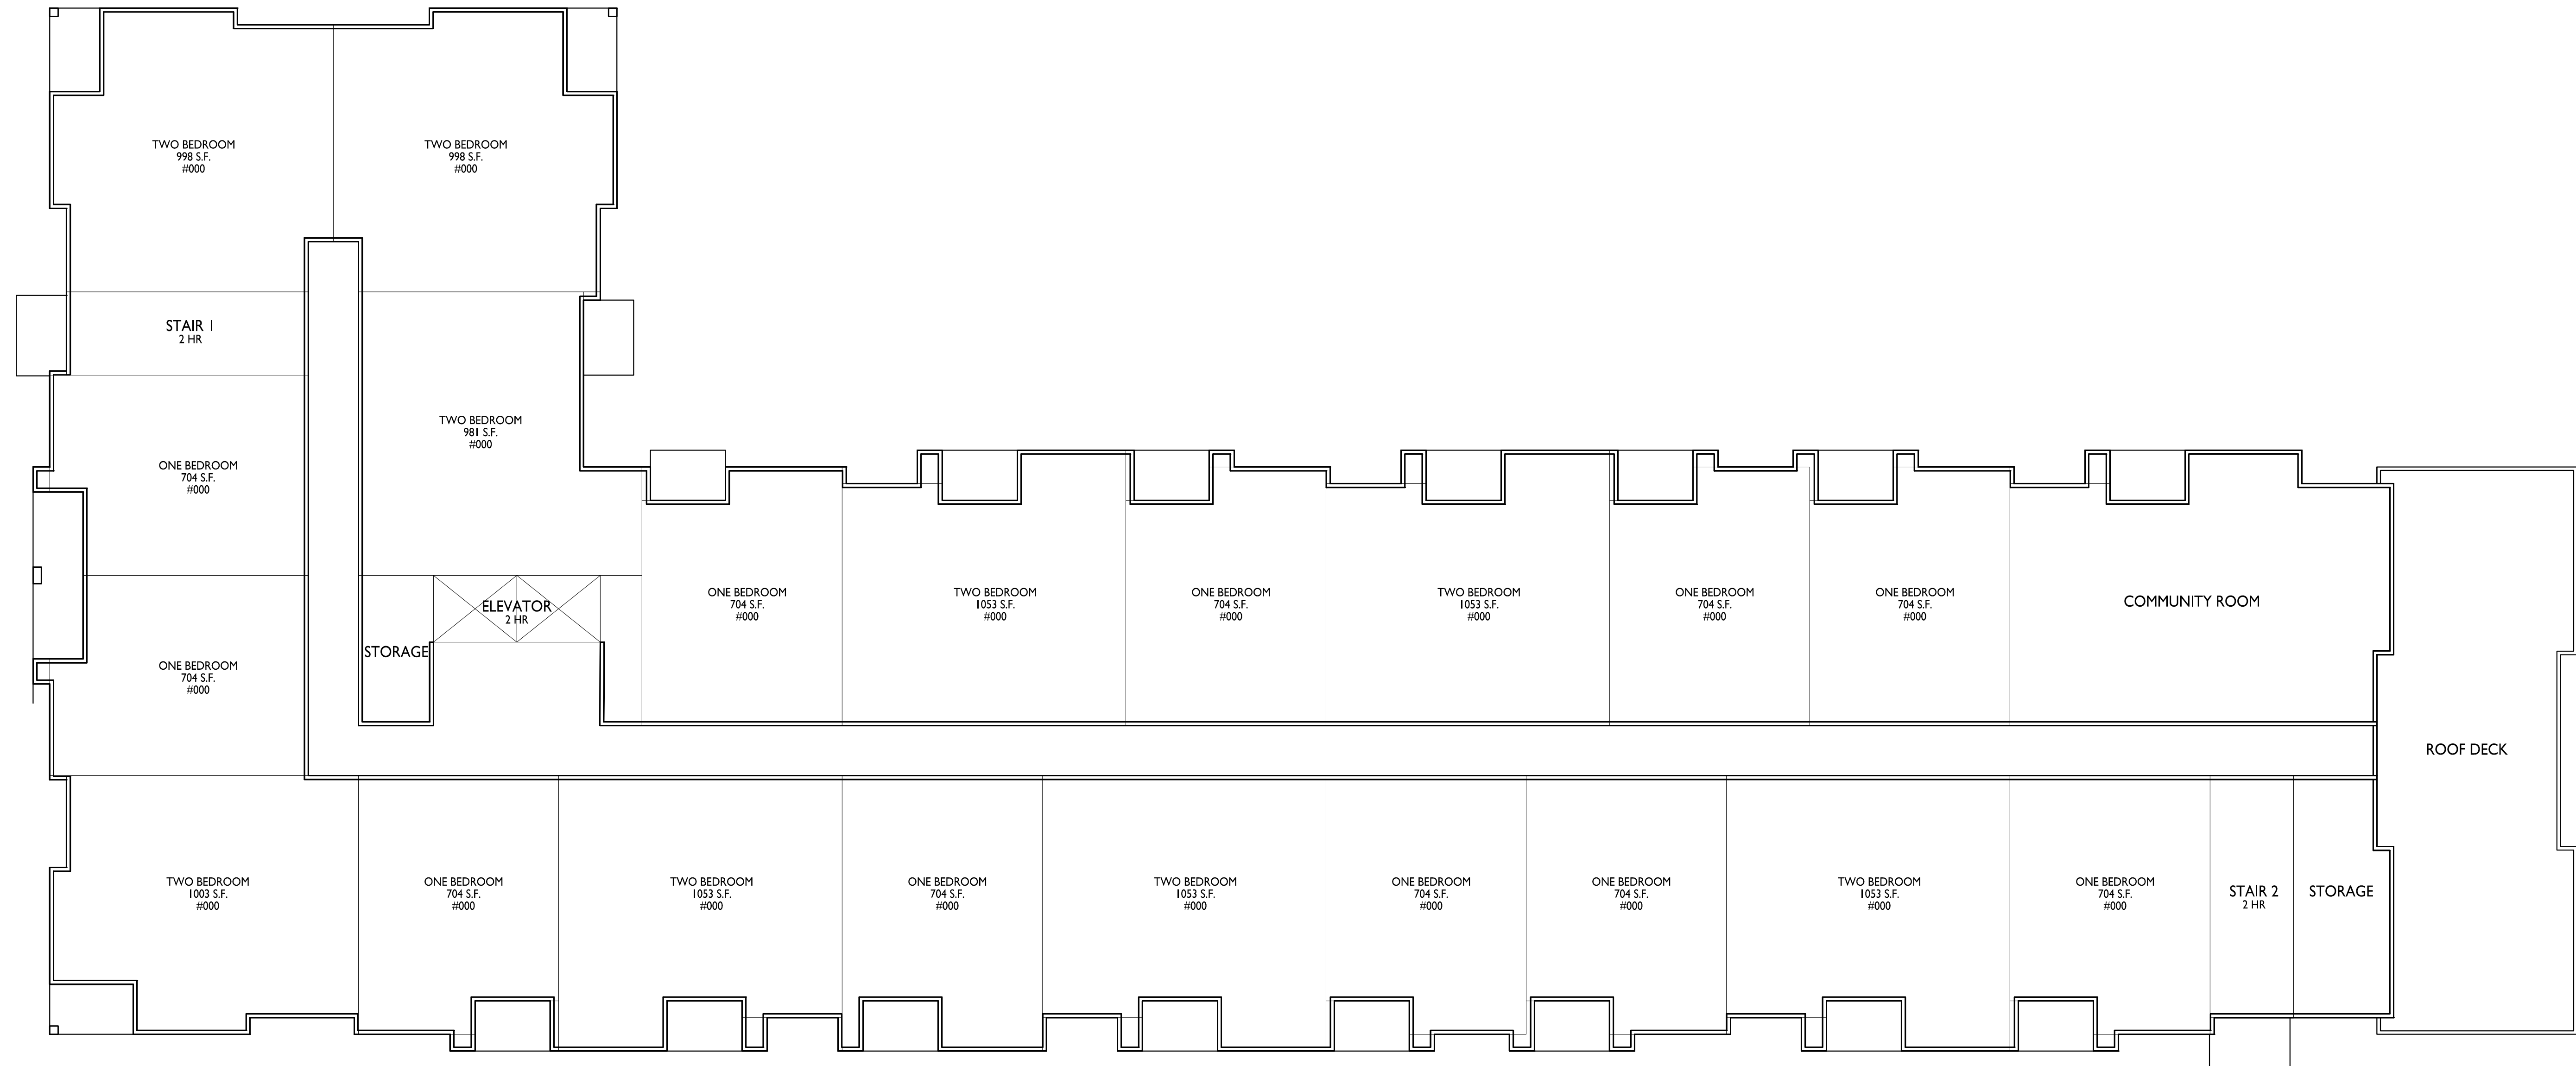 TWO BEDROOM
998 S.F.
#000
TWO BEDROOM
998 S.F.
#000
STAIR 1
2 HR
TWO BEDROOM
981 S.F.
#000
ONE BEDROOM
704 S.F.
#000
ONE BEDROOM
704 S.F.
#000
STORAGE
ELEVATOR
2 HR
ONE BEDROOM
704 S.F.
#000
TWO BEDROOM
1053 S.F.
#000
ONE BEDROOM
704 S.F.
#000
TWO BEDROOM
1053 S.F.
#000
ONE BEDROOM
704 S.F.
#000
ONE BEDROOM
704 S.F.
#000
COMMUNITY ROOM
ROOF DECK
TWO BEDROOM
1003 S.F.
#000
ONE BEDROOM
704 S.F.
#000
TWO BEDROOM
1053 S.F.
#000
ONE BEDROOM
704 S.F.
#000
TWO BEDROOM
1053 S.F.
#000
ONE BEDROOM
704 S.F.
#000
ONE BEDROOM
704 S.F.
#000
TWO BEDROOM
1053 S.F.
#000
ONE BEDROOM
704 S.F.
#000
STAIR 2
2 HR
STORAGE